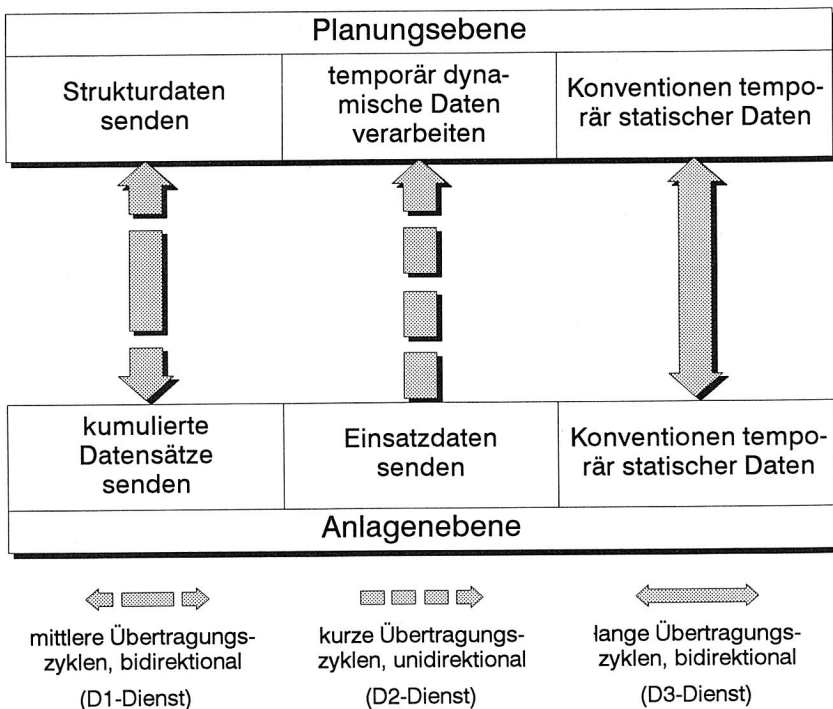 Planungsebene
Strukturdaten
senden
temporär dyna-
mische Daten
verarbeiten
Konventionen tempo-
rär statischer Daten
kumulierte
Datensätze
senden
Einsatzdaten
senden
Konventionen tempo-
rär statischer Daten
Anlagenebene
mittlere Übertragungs-
zyklen, bidirektional
(D1-Dienst)
kurze Übertragungs-
zyklen, unidirektional
(D2-Dienst)
lange Übertragungs-
zyklen, bidirektional
(D3-Dienst)